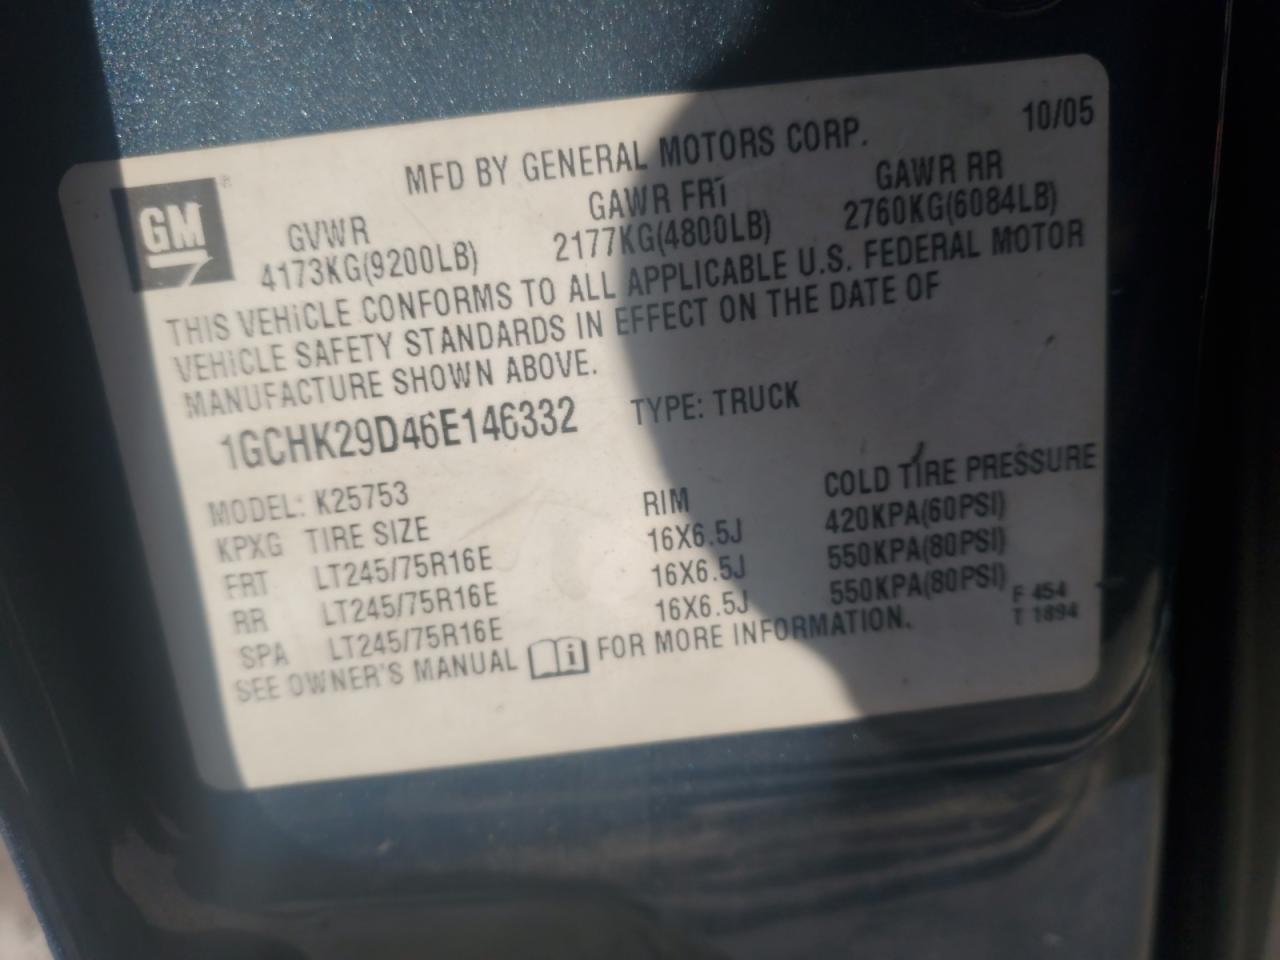 10/05
MFD BY GENERAL MOTORS CORP.
GM
GVWR GAWR FRT GAWR RR
4173KG(9200LB) 2177KG(4800LB) 2760KG(6084LB)
THIS VEHICLE CONFORMS TO ALL APPLICABLE U.S. FEDERAL MOTOR
VEHICLE SAFETY STANDARDS IN EFFECT ON THE DATE OF
MANUFACTURE SHOWN ABOVE.
1GCHK29D46E146332 TYPE: TRUCK
MODEL: K25753
KPXG TIRE SIZE RIM COLD TIRE PRESSURE
FRT LT245/75R16E 16X6.5J 420KPA(60PSI)
RR LT245/75R16E 16X6.5J 550KPA(80PSI)
SPA LT245/75R16E 16X6.5J 550KPA(80PSI)
SEE OWNER'S MANUAL i FOR MORE INFORMATION.
F 454
T 1894